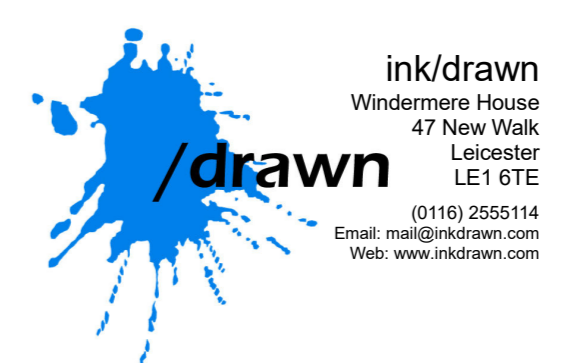 /drawn
ink/drawn
Windermere House
47 New Walk
Leicester
LE1 6TE
(0116) 2555114
Email: mail@inkdrawn.com
Web: www.inkdrawn.com